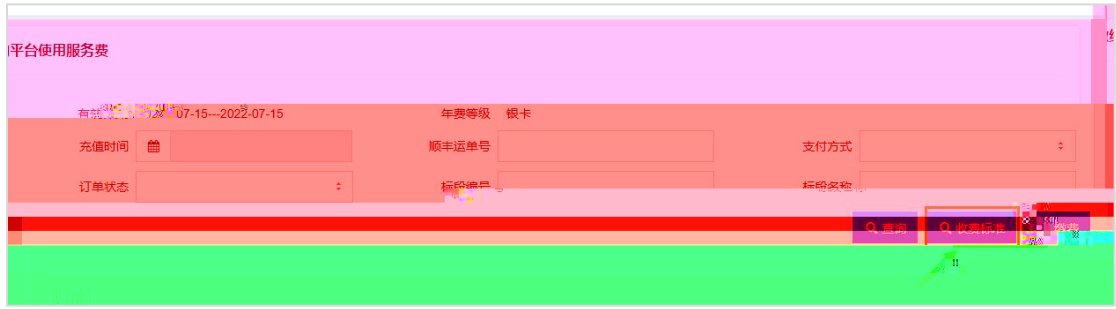 平台使用服务费
07-15---2022-07-15 年费等级 银卡
充值时间 顺丰运单号 支付方式
订单状态 标段编号 标段名称
查询 收费标准 缴费